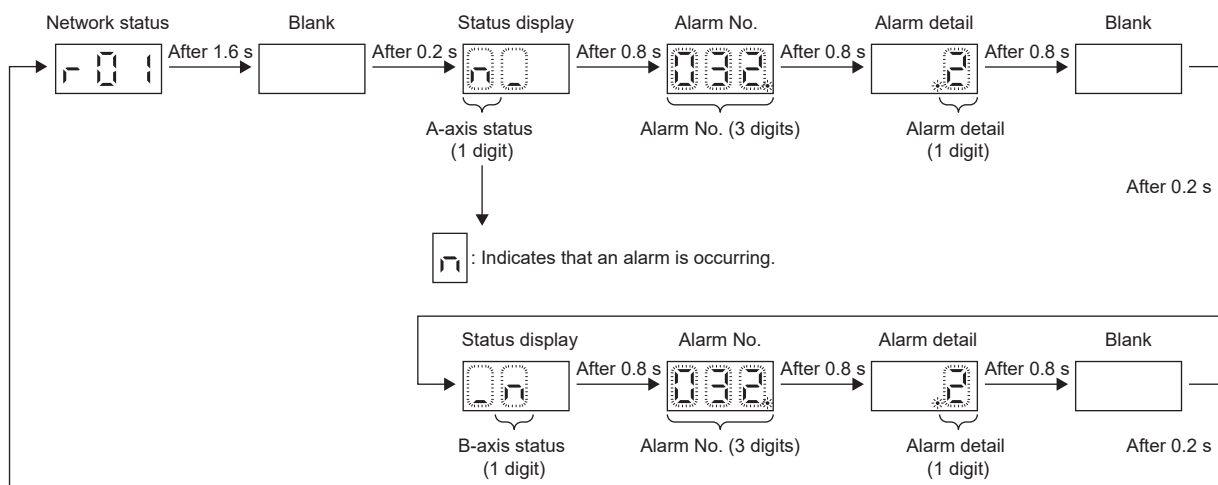 Network status
Blank
Status display
Alarm No.
Alarm detail
Blank
r01
After 1.6 s
After 0.2 s
n_
After 0.8 s
032.
After 0.8 s
.2
After 0.8 s
A-axis status
(1 digit)
Alarm No. (3 digits)
Alarm detail
(1 digit)
After 0.2 s
n : Indicates that an alarm is occurring.
Status display
Alarm No.
Alarm detail
Blank
_n
After 0.8 s
032.
After 0.8 s
.2
After 0.8 s
B-axis status
(1 digit)
Alarm No. (3 digits)
Alarm detail
(1 digit)
After 0.2 s